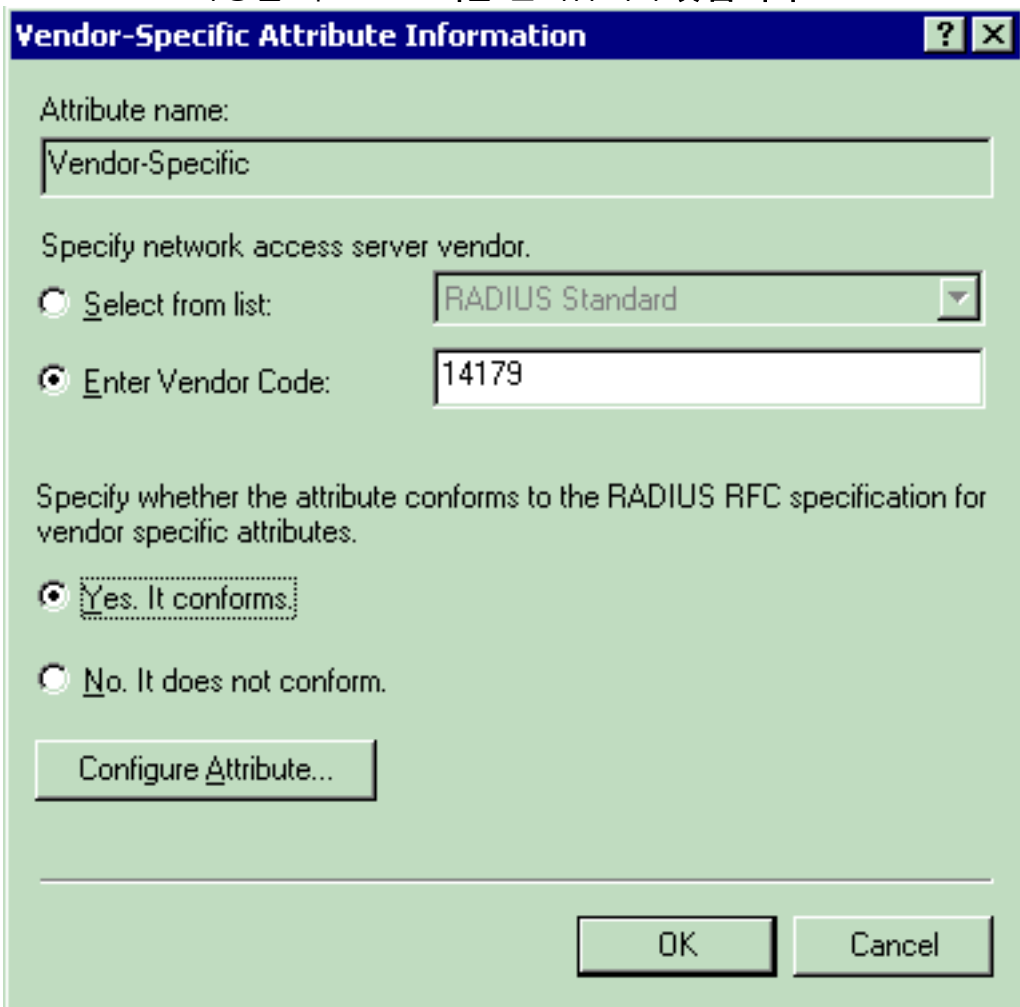 Vendor-Specific Attribute Information
Attribute name:
Vendor-Specific
Specify network access server vendor.
Select from list:
RADIUS Standard
Enter Vendor Code:
14179
Specify whether the attribute conforms to the RADIUS RFC specification for
vendor specific attributes.
Yes. It conforms.
No. It does not conform.
Configure Attribute...
OK
Cancel